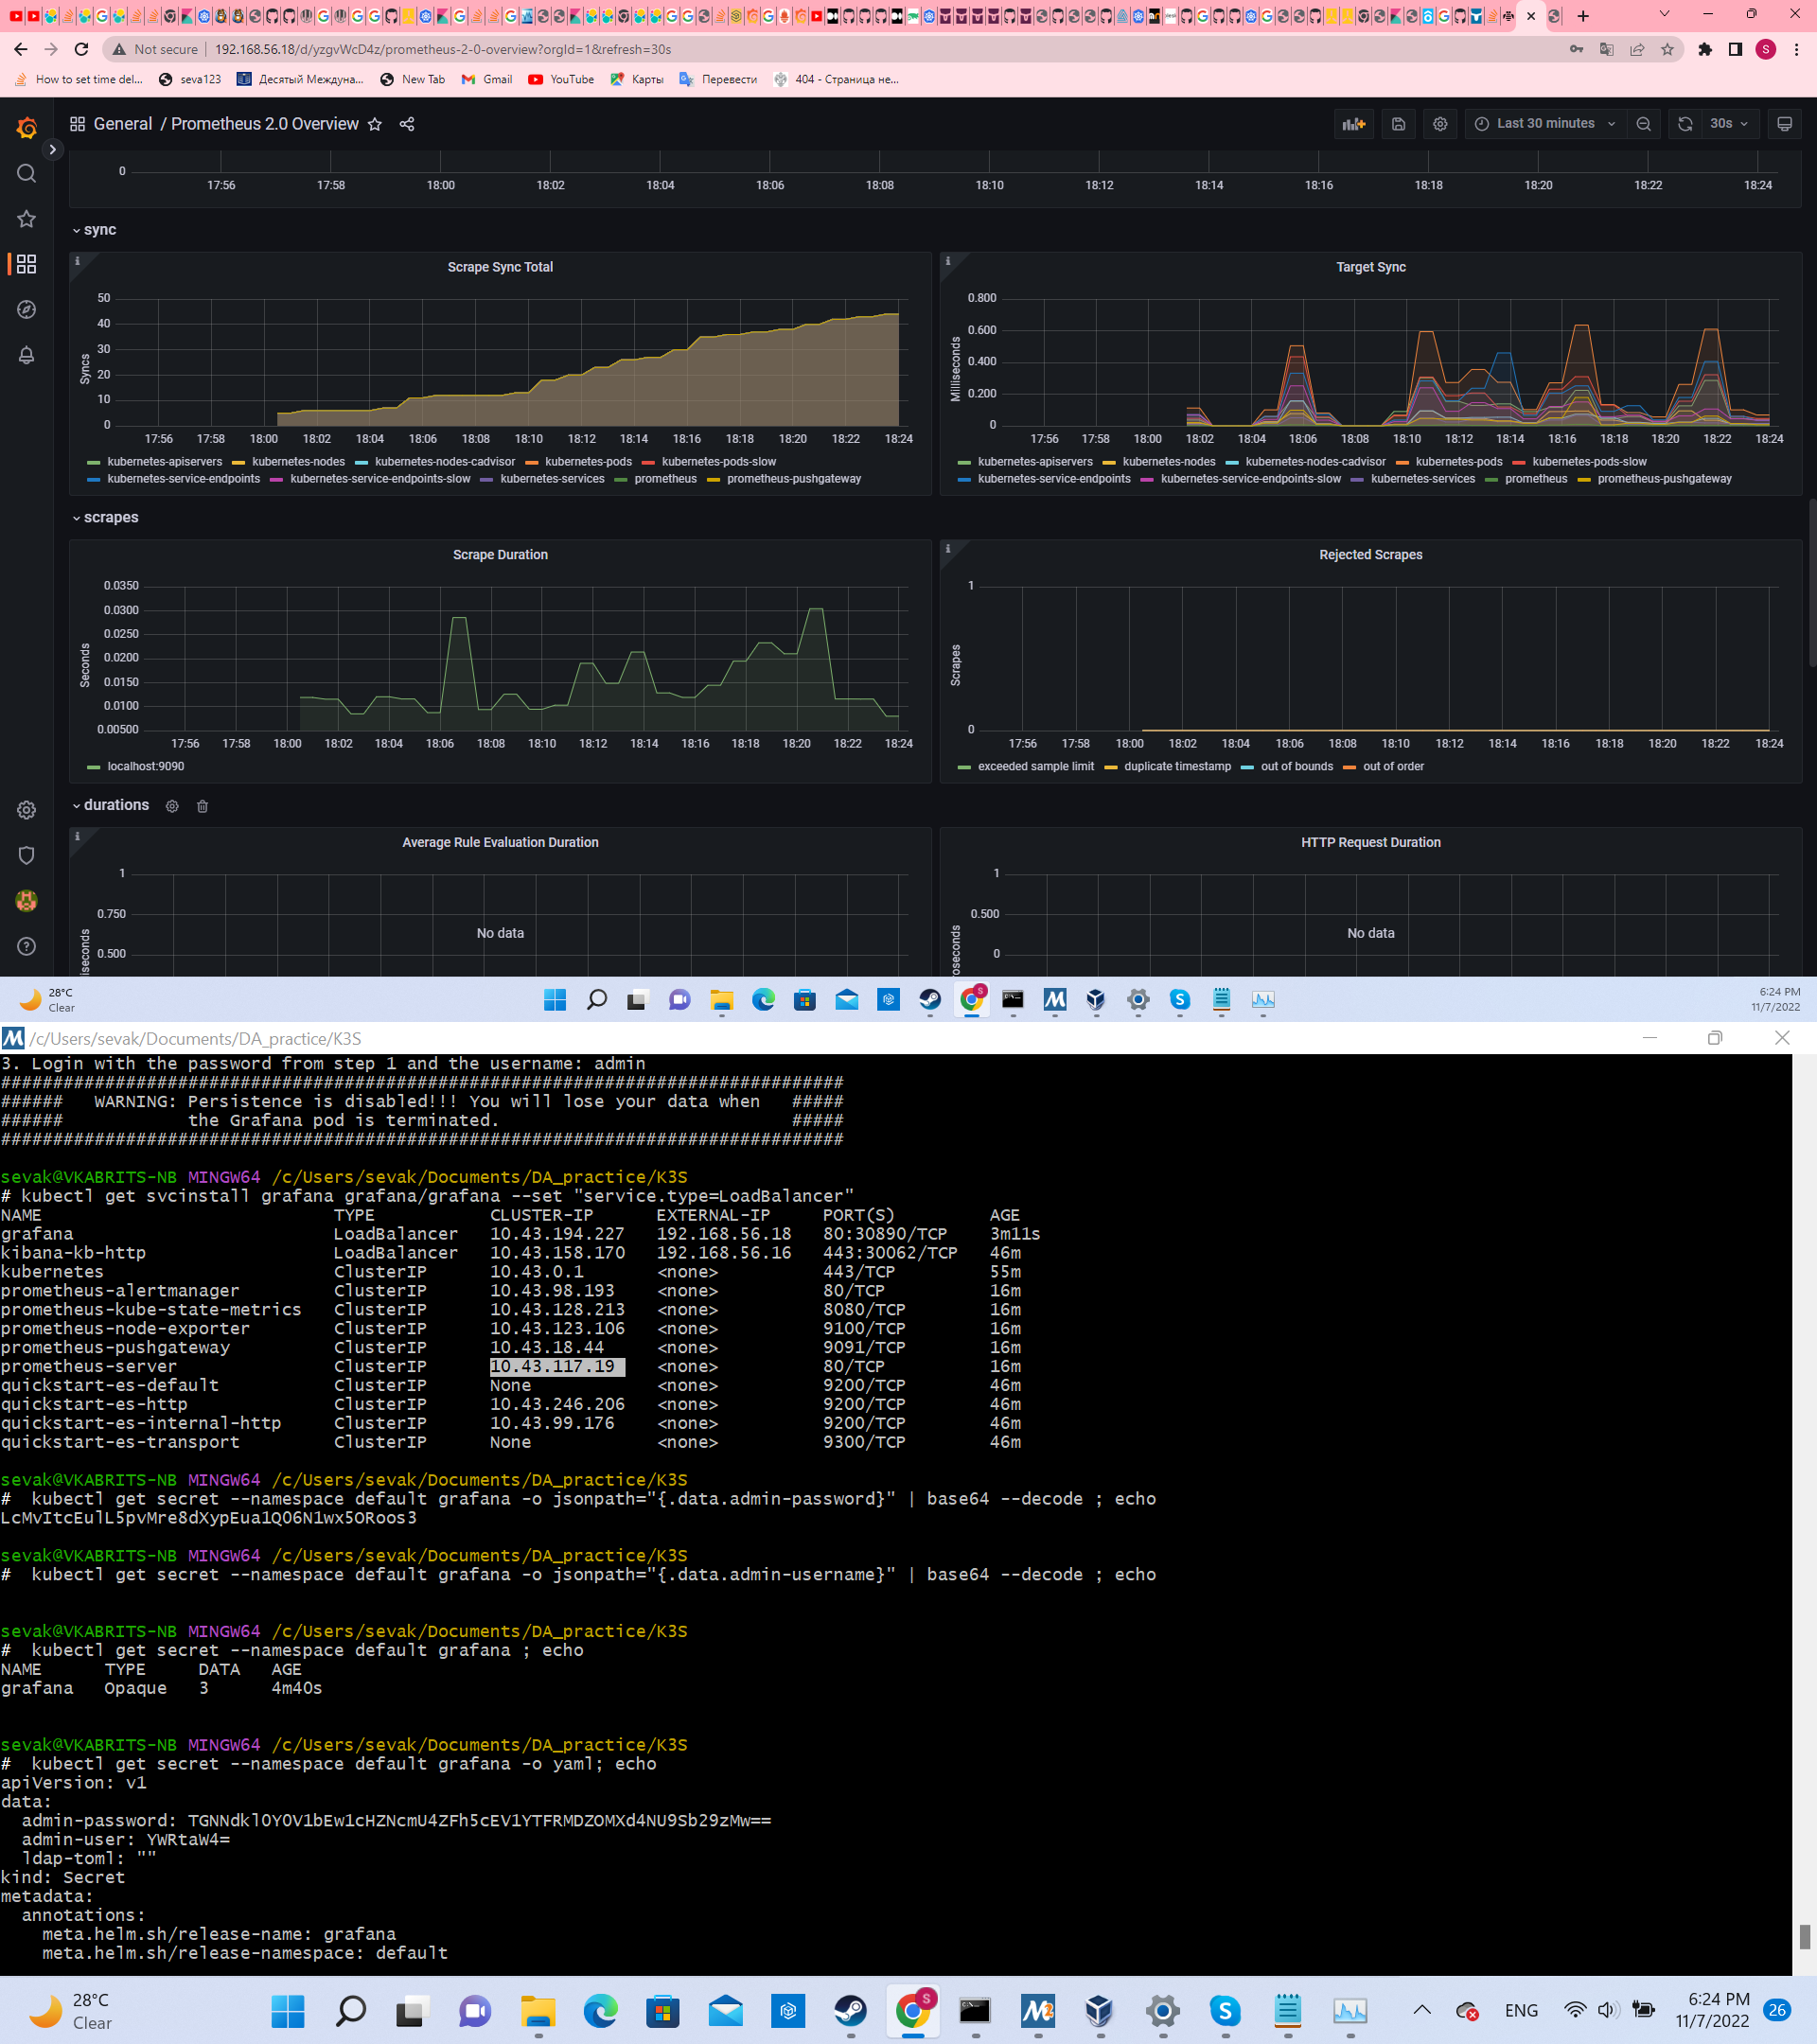 Not secure | 192.168.56.18/d/yzgvWcD4z/prometheus-2-0-overview?orgId=1&refresh=30s
How to set time del... seva123 Десятый Междуна... New Tab Gmail YouTube Карты Перевести 404 - Страница не...
General / Prometheus 2.0 Overview Last 30 minutes 30s
0
17:56 17:58 18:00 18:02 18:04 18:06 18:08 18:10 18:12 18:14 18:16 18:18 18:20 18:22 18:24
sync
Scrape Sync Total
Syncs
50
40
30
20
10
0
17:56 17:58 18:00 18:02 18:04 18:06 18:08 18:10 18:12 18:14 18:16 18:18 18:20 18:22 18:24
kubernetes-apiservers kubernetes-nodes kubernetes-nodes-cadvisor kubernetes-pods kubernetes-pods-slow
kubernetes-service-endpoints kubernetes-service-endpoints-slow kubernetes-services prometheus prometheus-pushgateway
Target Sync
Milliseconds
0.800
0.600
0.400
0.200
0
17:56 17:58 18:00 18:02 18:04 18:06 18:08 18:10 18:12 18:14 18:16 18:18 18:20 18:22 18:24
kubernetes-apiservers kubernetes-nodes kubernetes-nodes-cadvisor kubernetes-pods kubernetes-pods-slow
kubernetes-service-endpoints kubernetes-service-endpoints-slow kubernetes-services prometheus prometheus-pushgateway
scrapes
Scrape Duration
Seconds
0.0350
0.0300
0.0250
0.0200
0.0150
0.0100
0.00500
17:56 17:58 18:00 18:02 18:04 18:06 18:08 18:10 18:12 18:14 18:16 18:18 18:20 18:22 18:24
localhost:9090
Rejected Scrapes
Scrapes
1
0
17:56 17:58 18:00 18:02 18:04 18:06 18:08 18:10 18:12 18:14 18:16 18:18 18:20 18:22 18:24
exceeded sample limit duplicate timestamp out of bounds out of order
durations
Average Rule Evaluation Duration
1
0.750
0.500
No data
HTTP Request Duration
1
0.500
0
No data
28°C
Clear
6:24 PM
11/7/2022
/c/Users/sevak/Documents/DA_practice/K3S
3. Login with the password from step 1 and the username: admin
#################################################################################
###### WARNING: Persistence is disabled!!! You will lose your data when #####
###### the Grafana pod is terminated. #####
#################################################################################
sevak@VKABRITS-NB MINGW64 /c/Users/sevak/Documents/DA_practice/K3S
# kubectl get svcinstall grafana grafana/grafana --set "service.type=LoadBalancer"
NAME TYPE CLUSTER-IP EXTERNAL-IP PORT(S) AGE
grafana LoadBalancer 10.43.194.227 192.168.56.18 80:30890/TCP 3m11s
kibana-kb-http LoadBalancer 10.43.158.170 192.168.56.16 443:30062/TCP 46m
kubernetes ClusterIP 10.43.0.1 <none> 443/TCP 55m
prometheus-alertmanager ClusterIP 10.43.98.193 <none> 80/TCP 16m
prometheus-kube-state-metrics ClusterIP 10.43.128.213 <none> 8080/TCP 16m
prometheus-node-exporter ClusterIP 10.43.123.106 <none> 9100/TCP 16m
prometheus-pushgateway ClusterIP 10.43.18.44 <none> 9091/TCP 16m
prometheus-server ClusterIP 10.43.117.19 <none> 80/TCP 16m
quickstart-es-default ClusterIP None <none> 9200/TCP 46m
quickstart-es-http ClusterIP 10.43.246.206 <none> 9200/TCP 46m
quickstart-es-internal-http ClusterIP 10.43.99.176 <none> 9200/TCP 46m
quickstart-es-transport ClusterIP None <none> 9300/TCP 46m
sevak@VKABRITS-NB MINGW64 /c/Users/sevak/Documents/DA_practice/K3S
# kubectl get secret --namespace default grafana -o jsonpath="{.data.admin-password}" | base64 --decode ; echo
LcMvItcEulL5pvMre8dXypEua1Q06N1wx5ORoos3
sevak@VKABRITS-NB MINGW64 /c/Users/sevak/Documents/DA_practice/K3S
# kubectl get secret --namespace default grafana -o jsonpath="{.data.admin-username}" | base64 --decode ; echo
sevak@VKABRITS-NB MINGW64 /c/Users/sevak/Documents/DA_practice/K3S
# kubectl get secret --namespace default grafana ; echo
NAME TYPE DATA AGE
grafana Opaque 3 4m40s
sevak@VKABRITS-NB MINGW64 /c/Users/sevak/Documents/DA_practice/K3S
# kubectl get secret --namespace default grafana -o yaml; echo
apiVersion: v1
data:
admin-password: TGNNdklOY0V1bEw1cHZNcmU4ZFh5cEV1YTFRMDZOMXd4NU9Sb29zMw==
admin-user: YWRtaW4=
ldap-toml: ""
kind: Secret
metadata:
annotations:
meta.helm.sh/release-name: grafana
meta.helm.sh/release-namespace: default
28°C
Clear
ENG
6:24 PM
11/7/2022
26